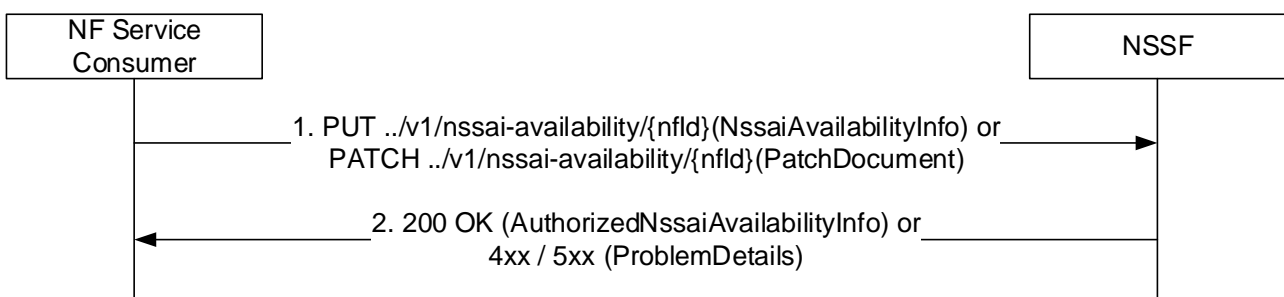 NF Service
Consumer
NSSF
1. PUT ../v1/nssai-availability/{nfId}(NssaiAvailabilityInfo) or
PATCH ../v1/nssai-availability/{nfId}(PatchDocument)
2. 200 OK (AuthorizedNssaiAvailabilityInfo) or
4xx / 5xx (ProblemDetails)